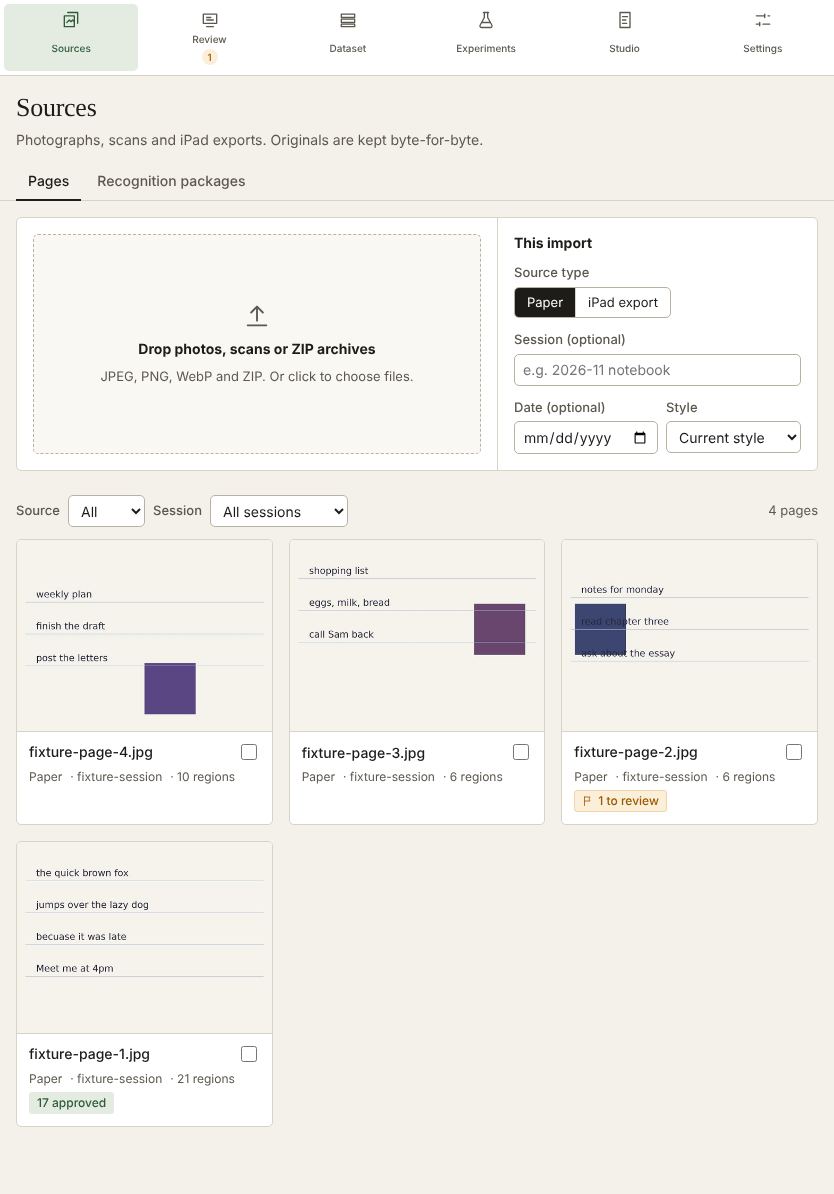 Sources
Review
1
Dataset
Experiments
Studio
Settings
Sources
Photographs, scans and iPad exports. Originals are kept byte-for-byte.
Pages
Recognition packages
Drop photos, scans or ZIP archives
JPEG, PNG, WebP and ZIP. Or click to choose files.
This import
Source type
Paper
iPad export
Session (optional)
e.g. 2026-11 notebook
Date (optional)
Style
mm/dd/yyyy
Current style
Source
All
Session
All sessions
4 pages
weekly plan
finish the draft
post the letters
fixture-page-4.jpg
Paper · fixture-session · 10 regions
shopping list
eggs, milk, bread
call Sam back
fixture-page-3.jpg
Paper · fixture-session · 6 regions
notes for monday
read chapter three
ask about the essay
fixture-page-2.jpg
Paper · fixture-session · 6 regions
1 to review
the quick brown fox
jumps over the lazy dog
becuase it was late
Meet me at 4pm
fixture-page-1.jpg
Paper · fixture-session · 21 regions
17 approved